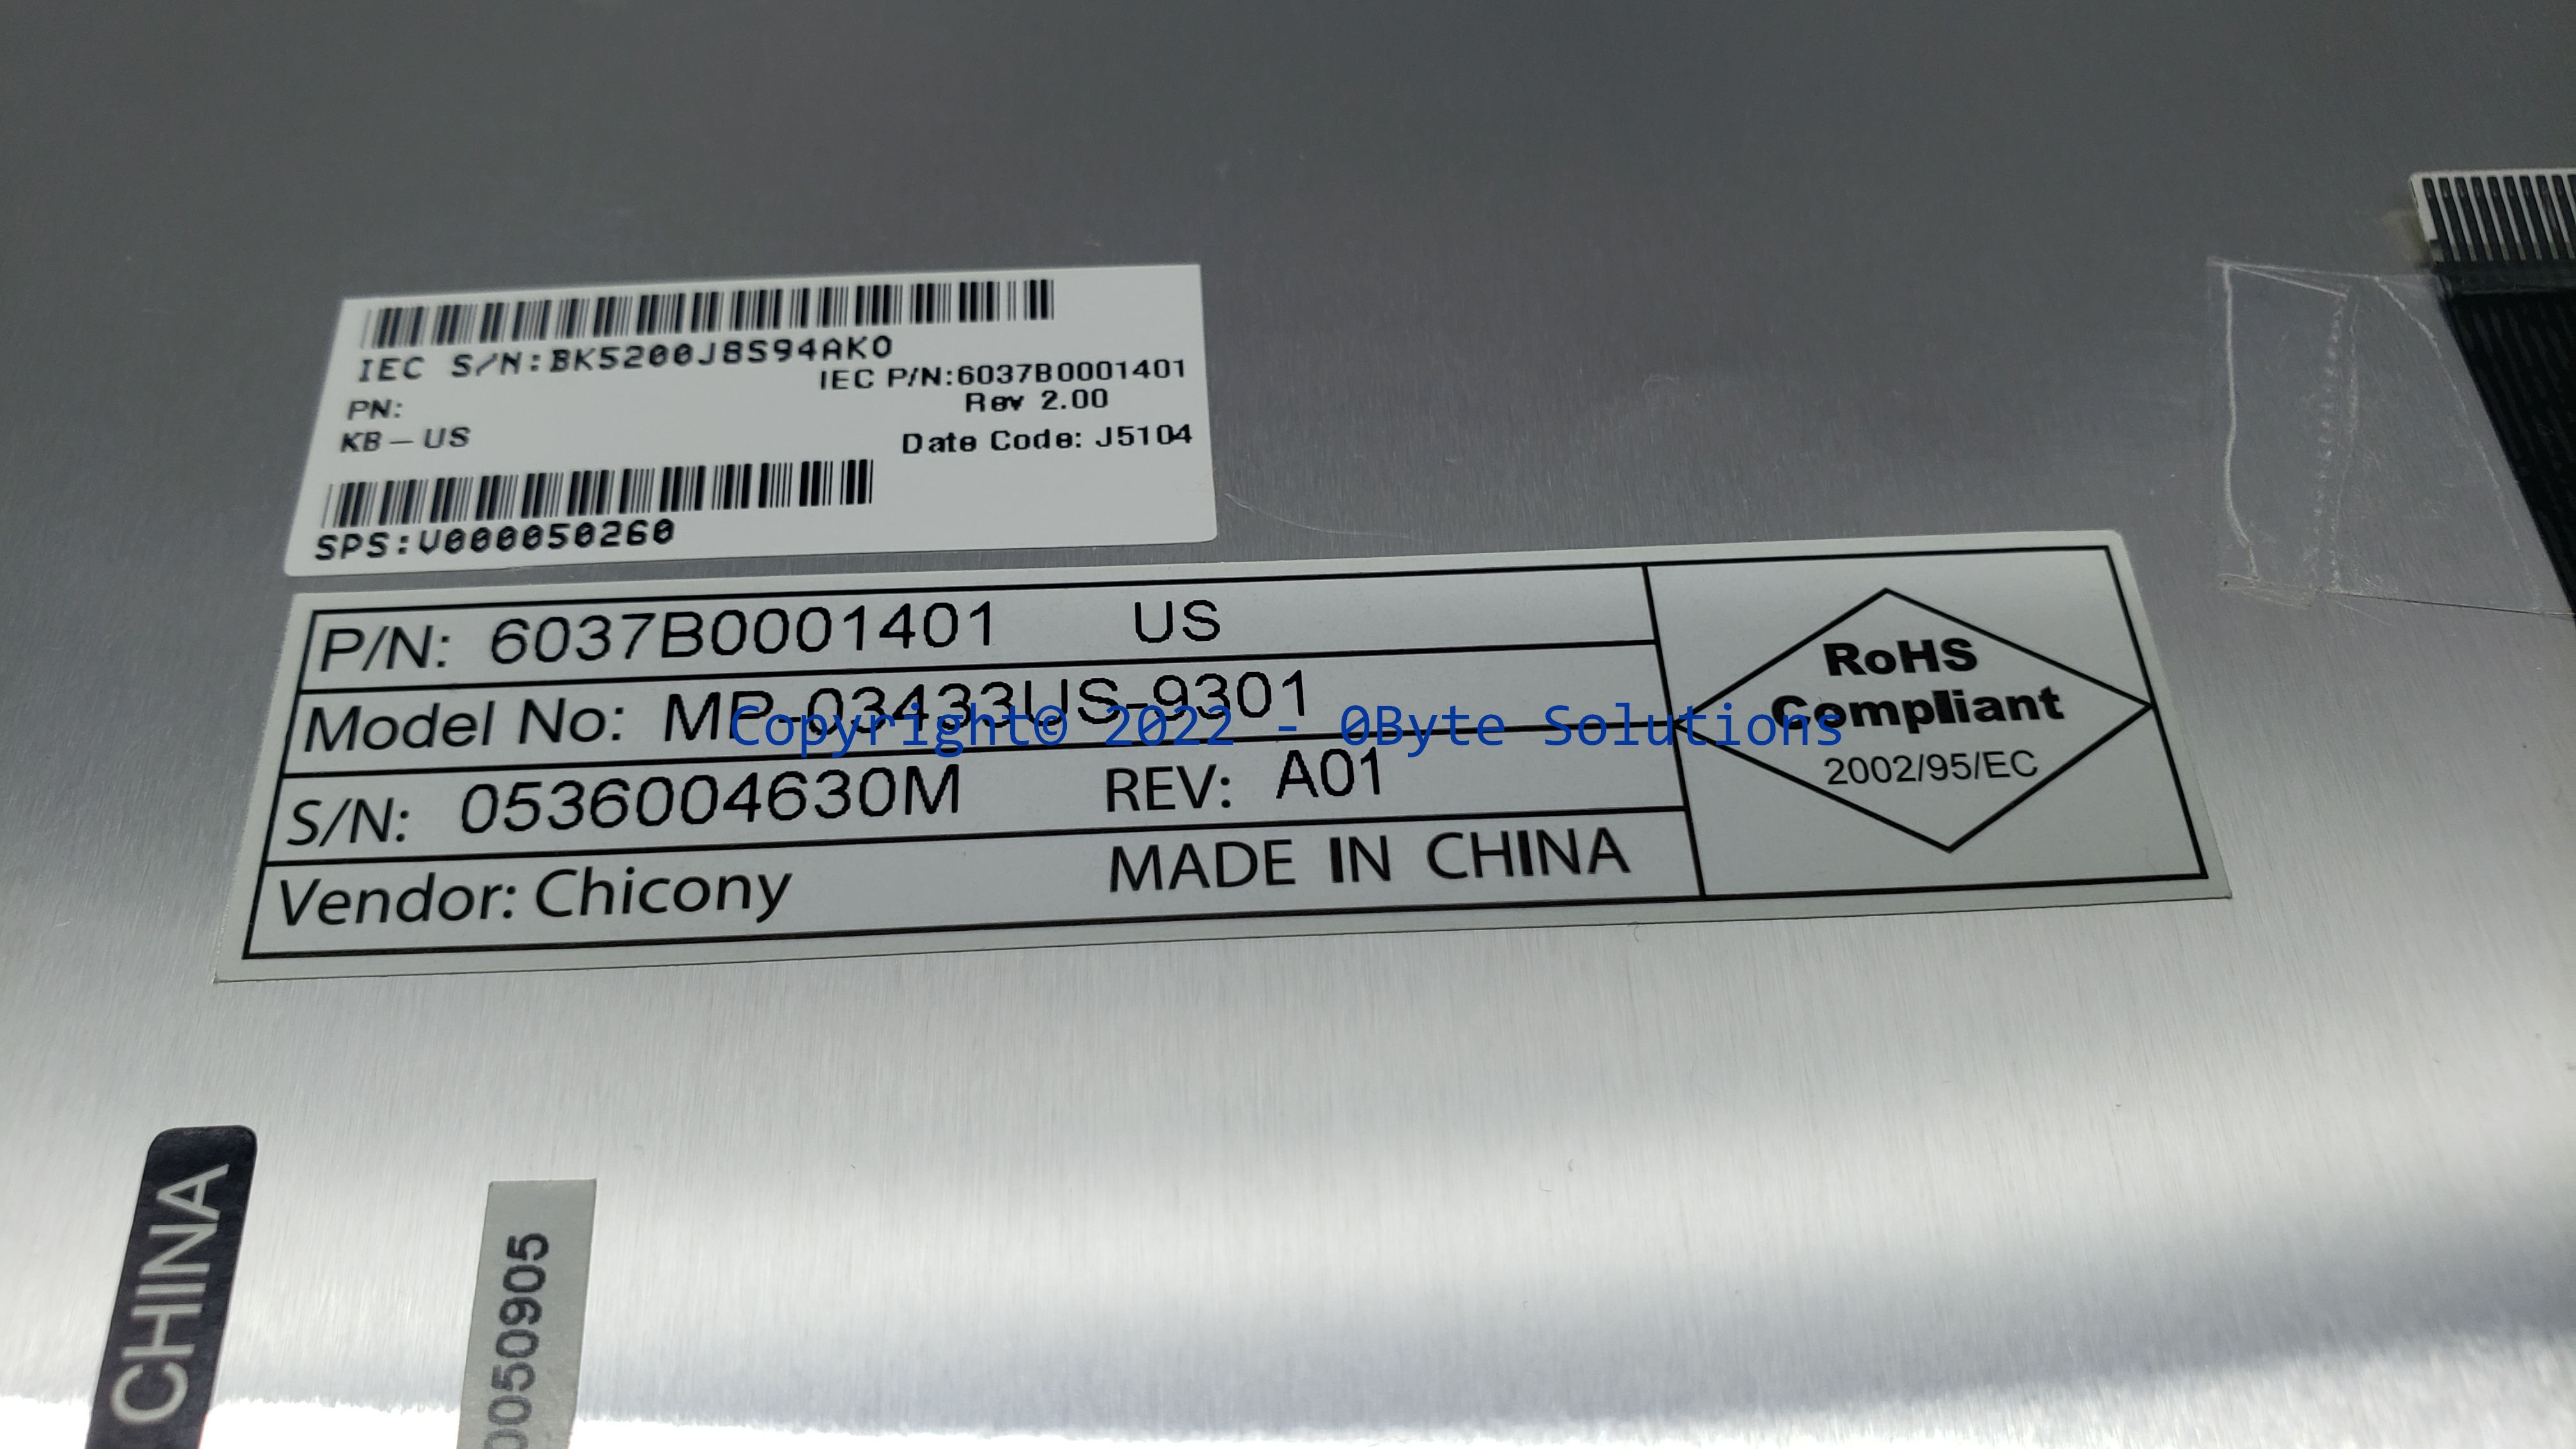 IEC S/N:BK5200J8S94AK0
IEC P/N:6037B0001401
PN:
Rev 2.00
KB-US
Date Code: J5104
SPS:V000050260
P/N: 6037B0001401 US
Model No: MP-03433US-9301
Copyright© 2022 - 0Byte Solutions
S/N: 0536004630M REV: A01
Vendor: Chicony MADE IN CHINA
RoHS
Compliant
2002/95/EC
CHINA
0050905